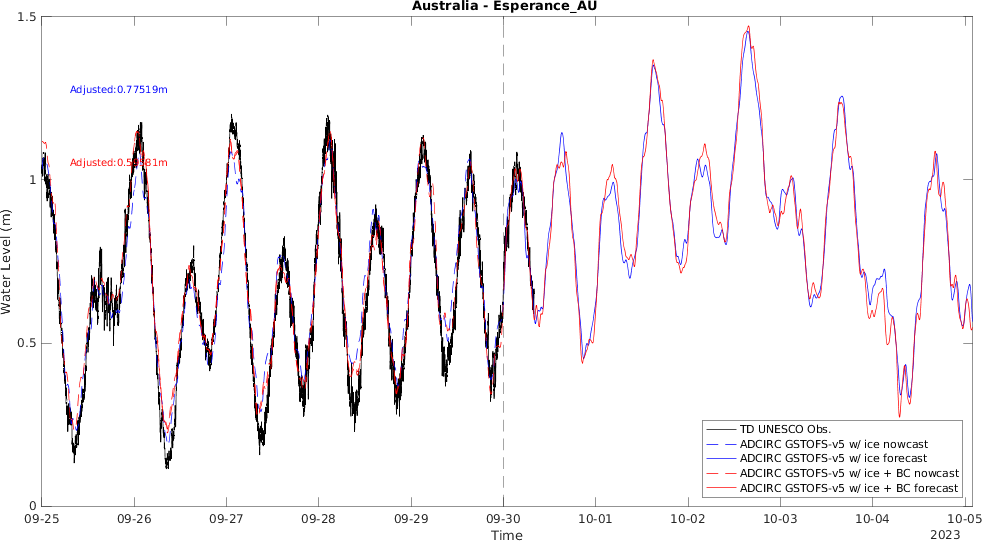 Australia - Esperance_AU
1.5
Adjusted:0.77519m
1
0.5
0
Water Level (m)
TD UNESCO Obs.
ADCIRC GSTOFS-v5 w/ ice nowcast
ADCIRC GSTOFS-v5 w/ ice forecast
ADCIRC GSTOFS-v5 w/ ice + BC nowcast
ADCIRC GSTOFS-v5 w/ ice + BC forecast
09-25 09-26 09-27 09-28 09-29 09-30 10-01 10-02 10-03 10-04 10-05
Time
2023